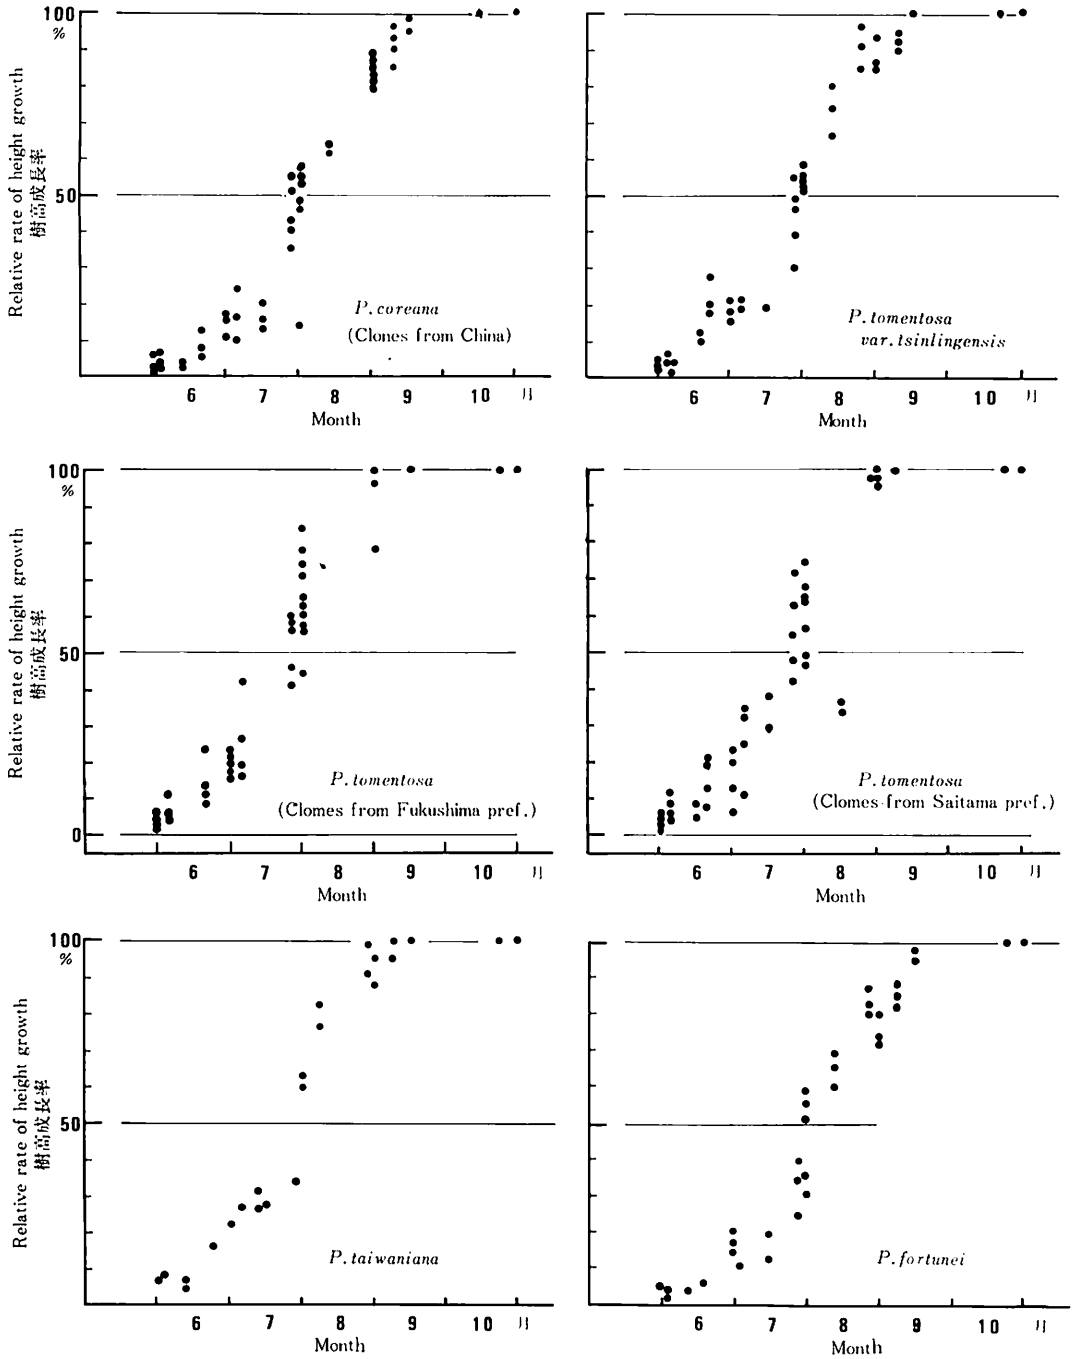 100
%
50
Relative rate of height growth
樹高成長率
P.coreana
(Clones from China)
6 7 8 9 10 月
Month
P.tomentosa
var.tsinlingensis
6 7 8 9 10 月
Month
100
%
50
0
Relative rate of height growth
樹高成長率
P.tomentosa
(Clomes from Fukushima pref.)
6 7 8 9 10 月
Month
P.tomentosa
(Clomes from Saitama pref.)
6 7 8 9 10 月
Month
100
%
50
Relative rate of height growth
樹高成長率
P.taiwaniana
6 7 8 9 10 月
Month
P.fortunei
6 7 8 9 10 月
Month